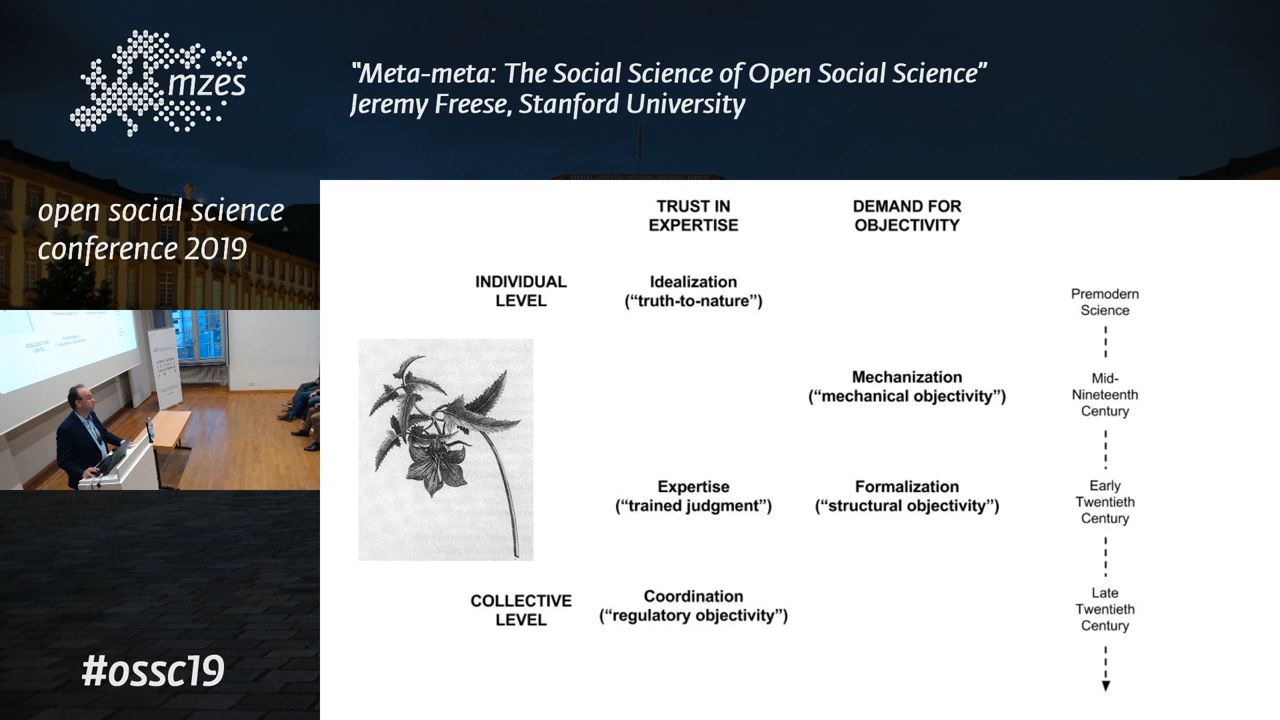 mzes
“Meta-meta: The Social Science of Open Social Science”
Jeremy Freese, Stanford University
open social science
conference 2019
TRUST IN
EXPERTISE
DEMAND FOR
OBJECTIVITY
INDIVIDUAL
LEVEL
Idealization
(“truth-to-nature”)
Premodern
Science
Mechanization
(“mechanical objectivity”)
Mid-
Nineteenth
Century
Expertise
(“trained judgment”)
Formalization
(“structural objectivity”)
Early
Twentieth
Century
COLLECTIVE
LEVEL
Coordination
(“regulatory objectivity”)
Late
Twentieth
Century
#ossc19